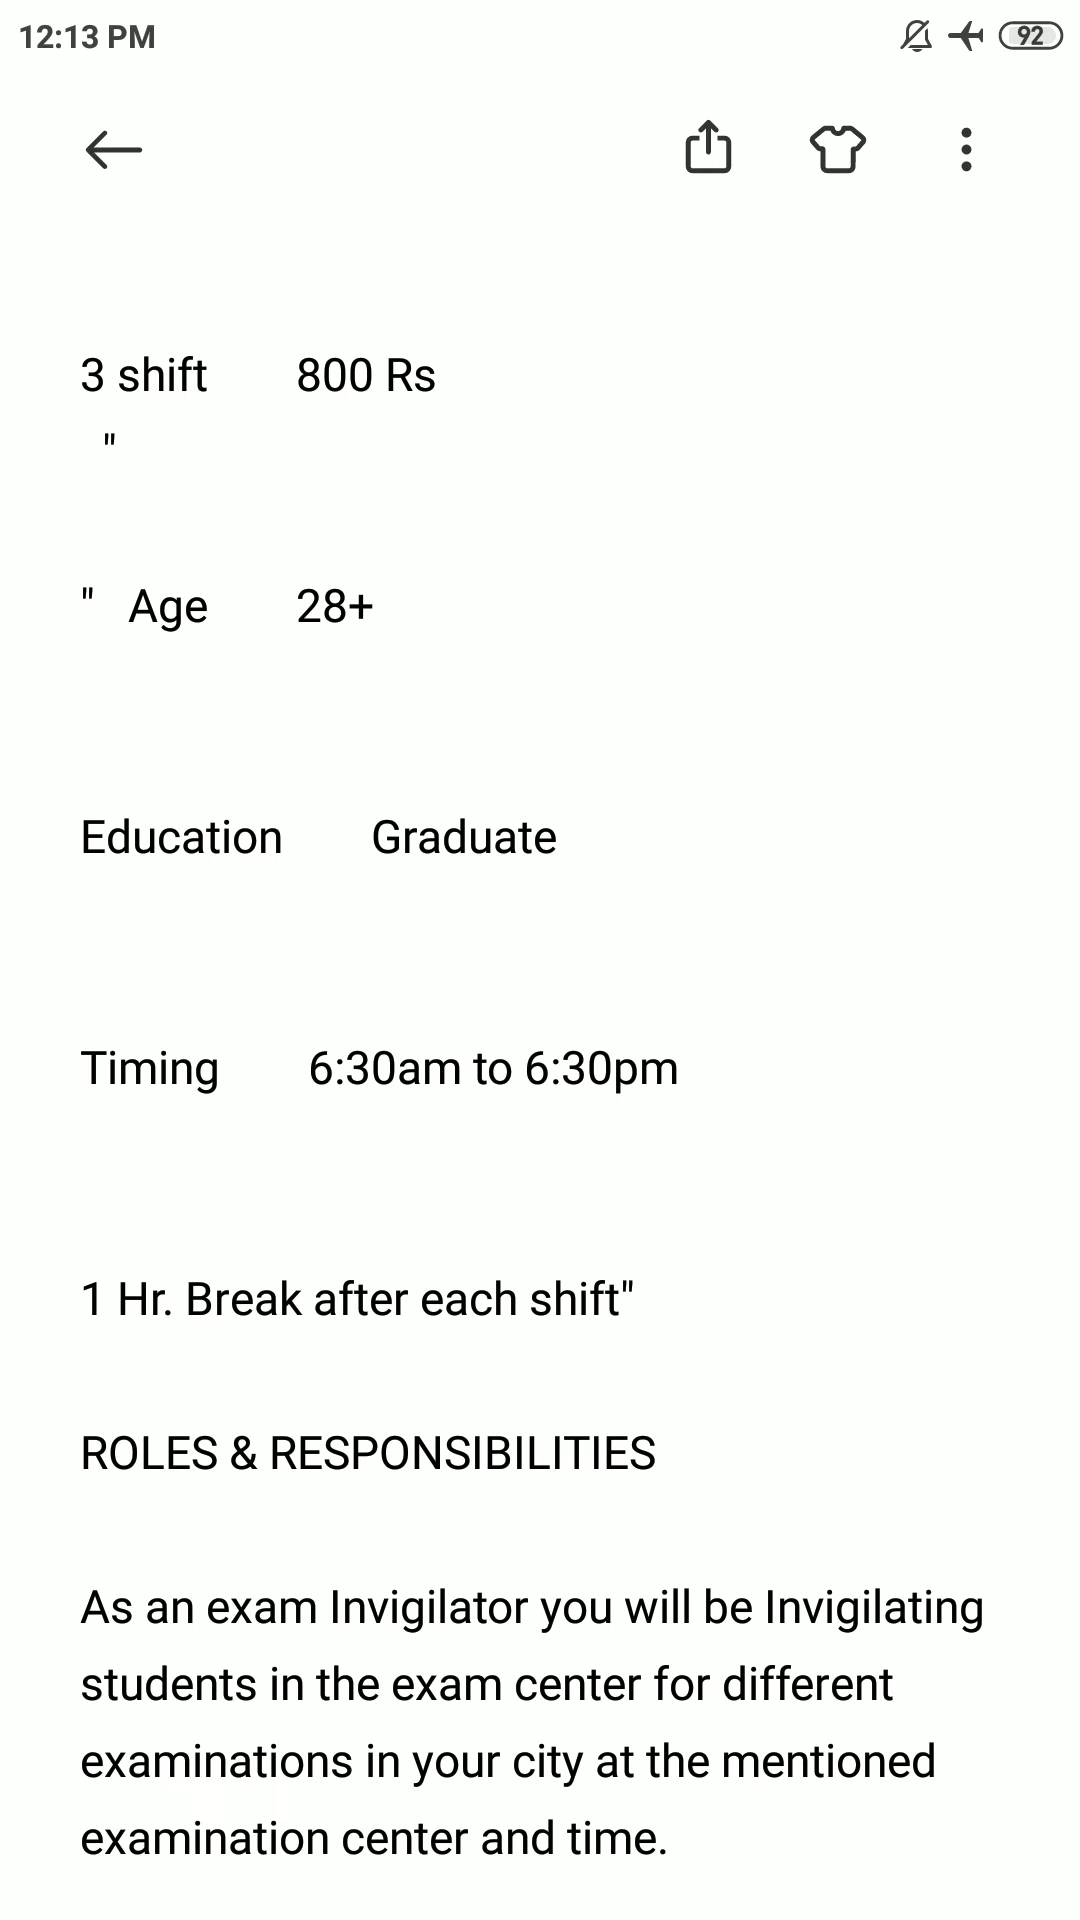 12:13 PM
92
3 shift 800 Rs
"
" Age 28+
Education Graduate
Timing 6:30am to 6:30pm
1 Hr. Break after each shift"
ROLES & RESPONSIBILITIES
As an exam Invigilator you will be Invigilating
students in the exam center for different
examinations in your city at the mentioned
examination center and time.